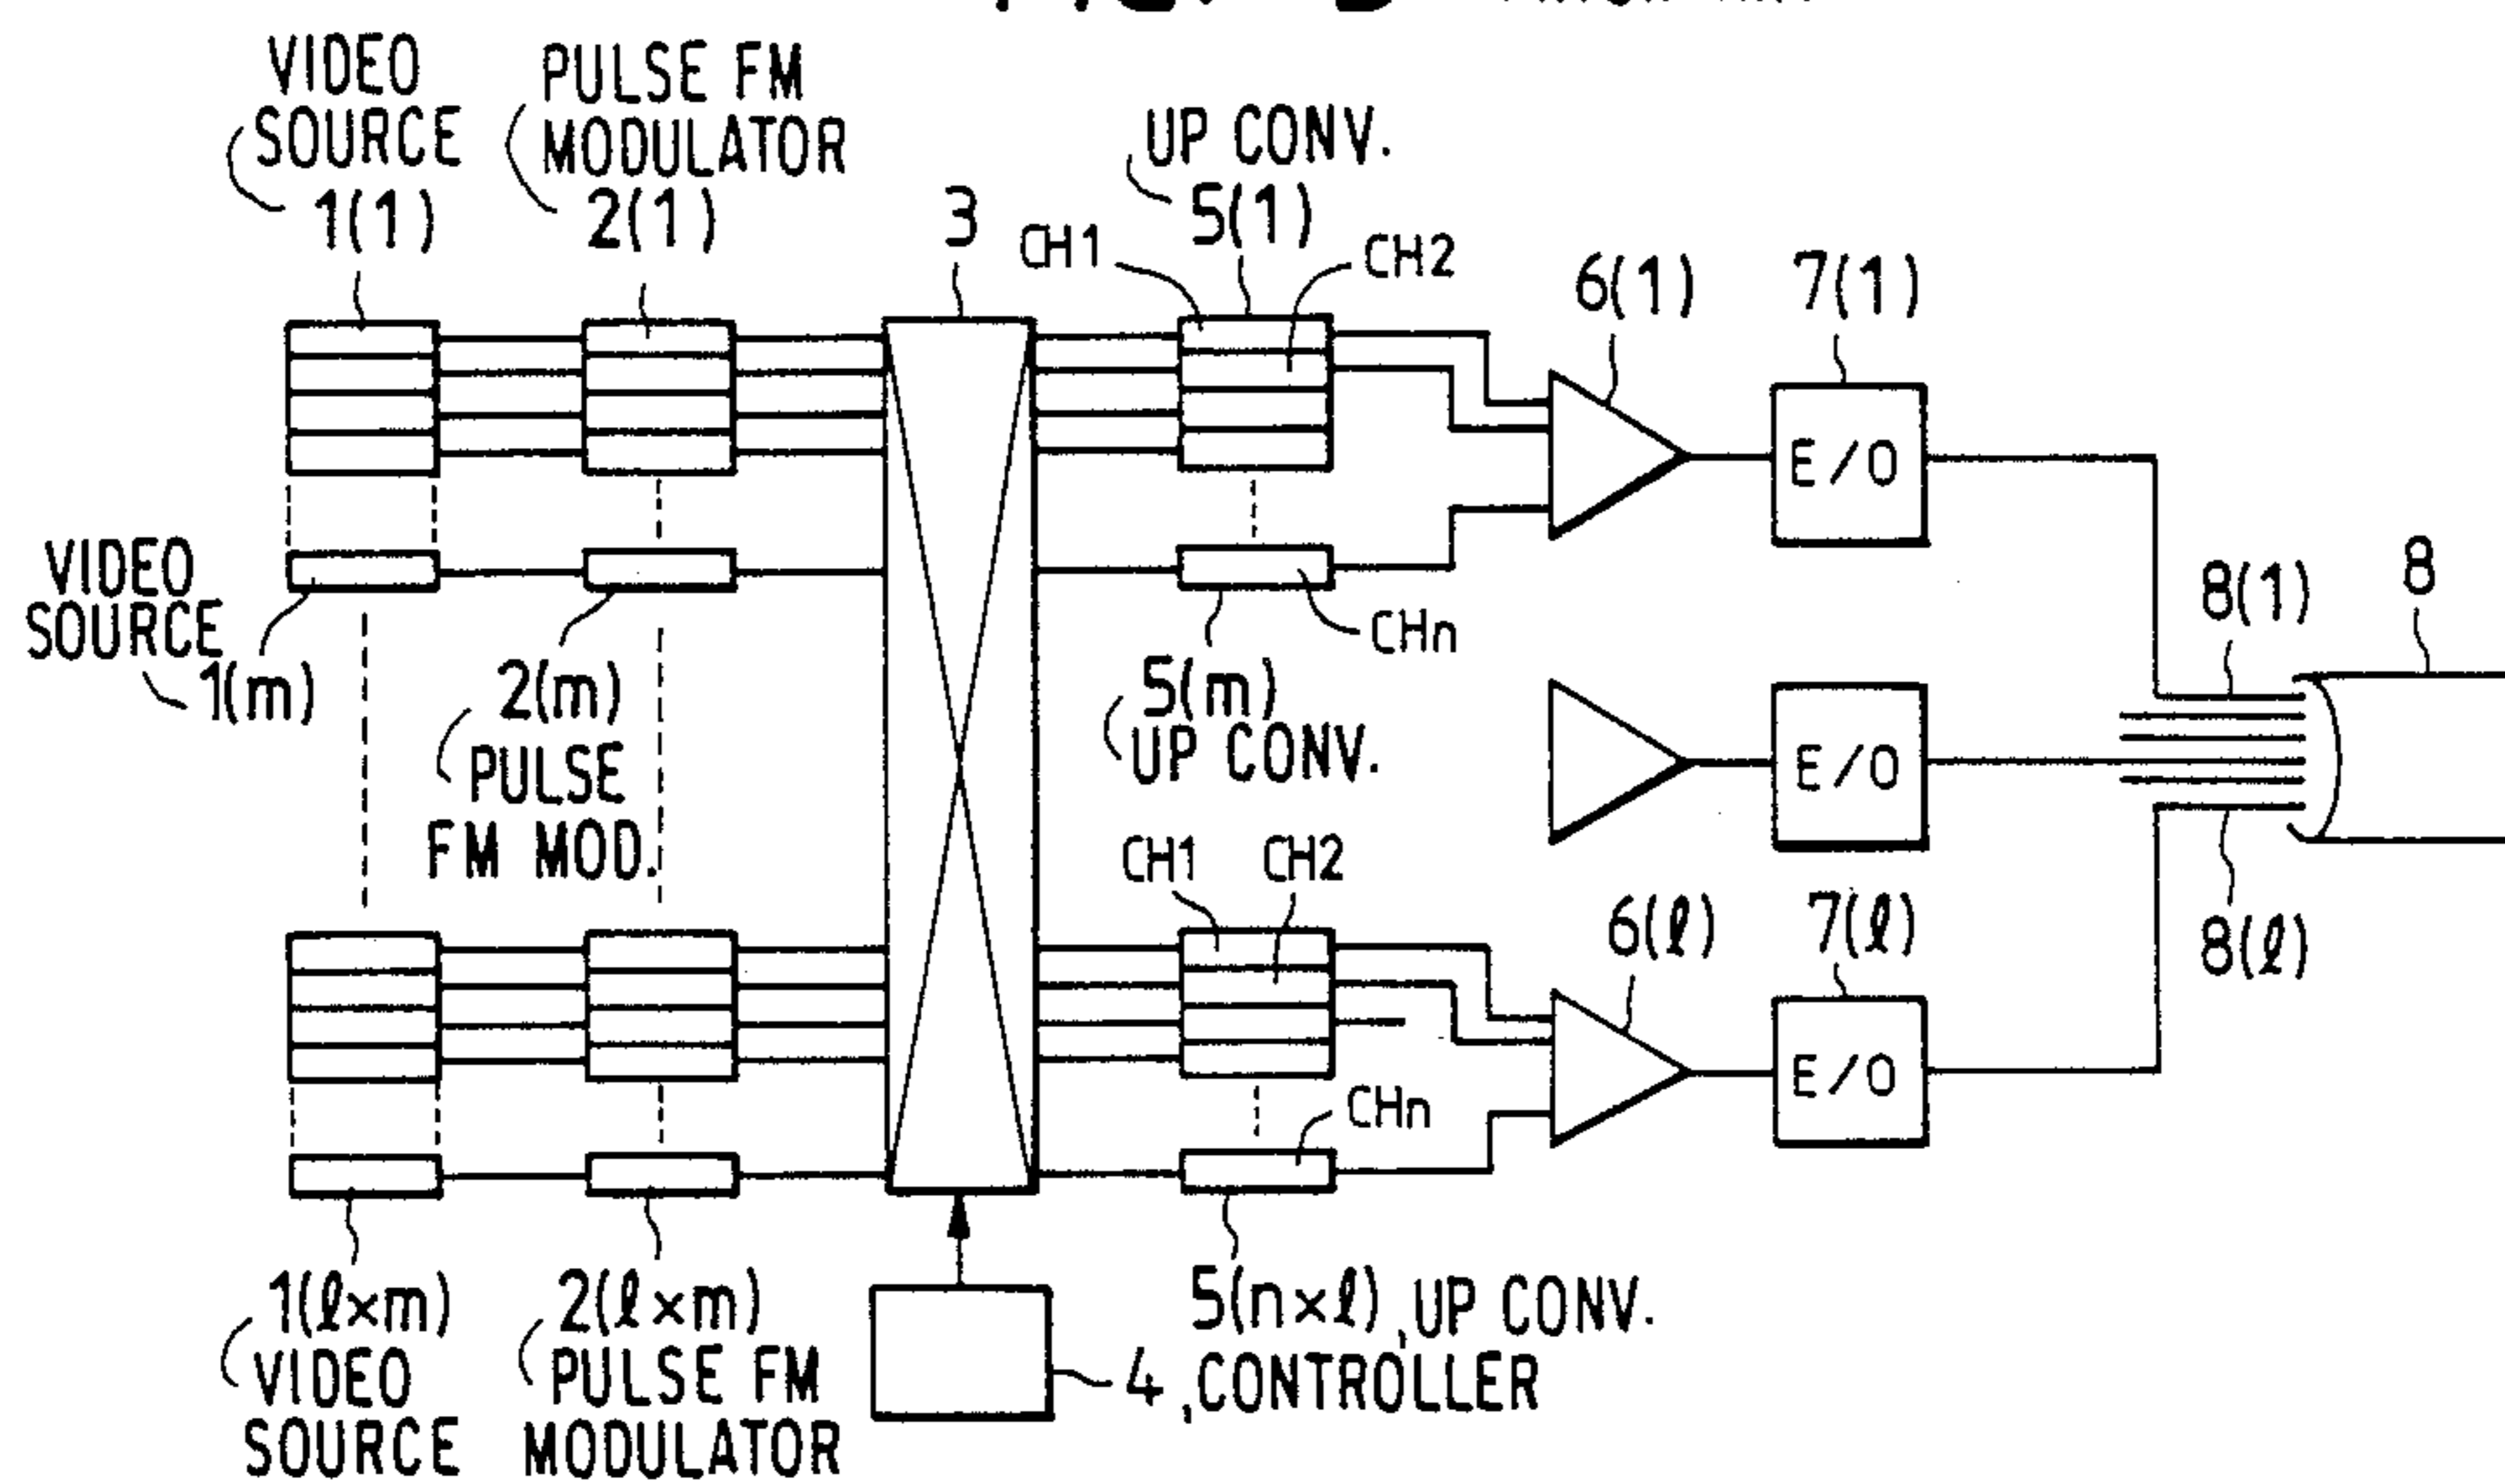 VIDEO
SOURCE
1(1)
PULSE FM
MODULATOR
2(1)
3
UP CONV.
5(1)
CH1
CH2
6(1)
7(1)
E/O
VIDEO
SOURCE
1(m)
2(m)
PULSE
FM MOD.
CHn
5(m)
UP CONV.
8(1)
8
E/O
CH1
CH2
6(ℓ)
7(ℓ)
8(ℓ)
E/O
CHn
1(ℓ×m)
VIDEO
SOURCE
2(ℓ×m)
PULSE FM
MODULATOR
5(n×ℓ), UP CONV.
4, CONTROLLER